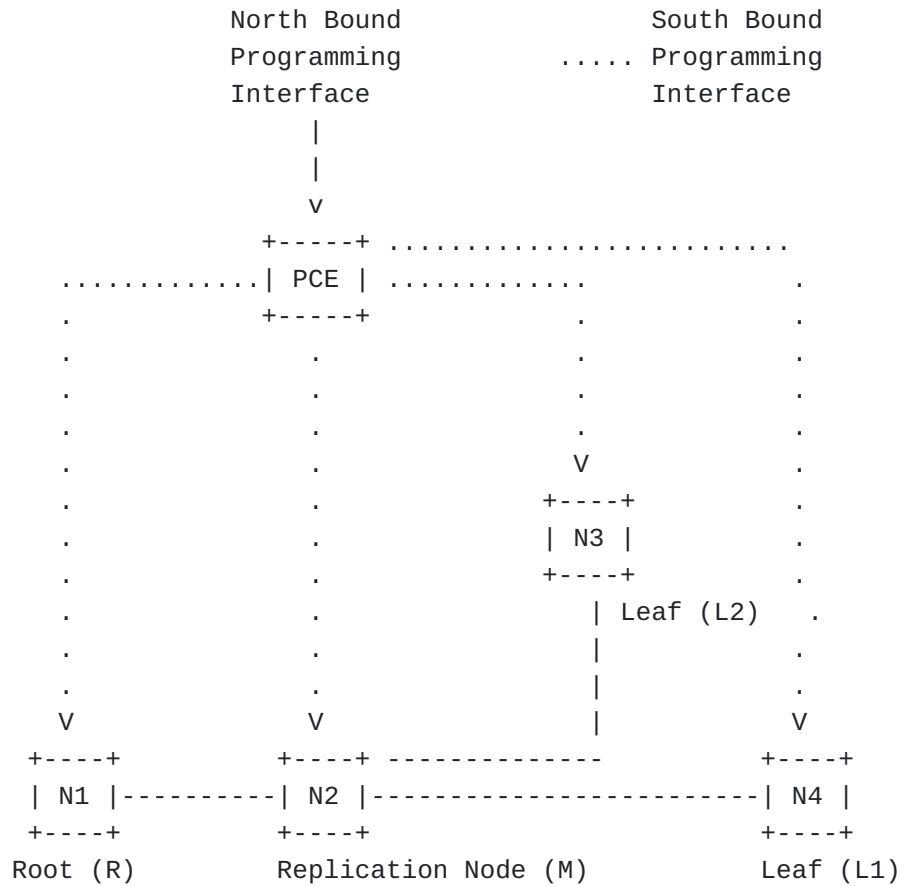 North Bound South Bound
Programming ..... Programming
Interface Interface
PCE
N3
Leaf (L2)
N1 N2 N4
Root (R) Replication Node (M) Leaf (L1)